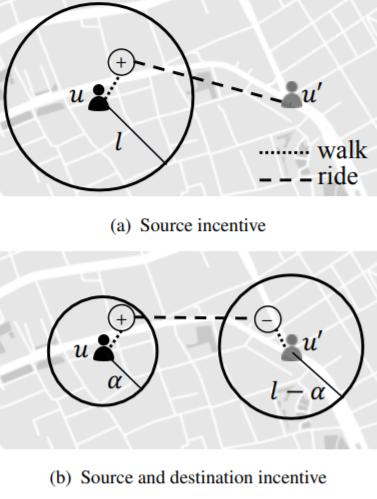 +
u
u′
l
walk
ride
(a) Source incentive
+
−
u
u′
α
l − α
(b) Source and destination incentive